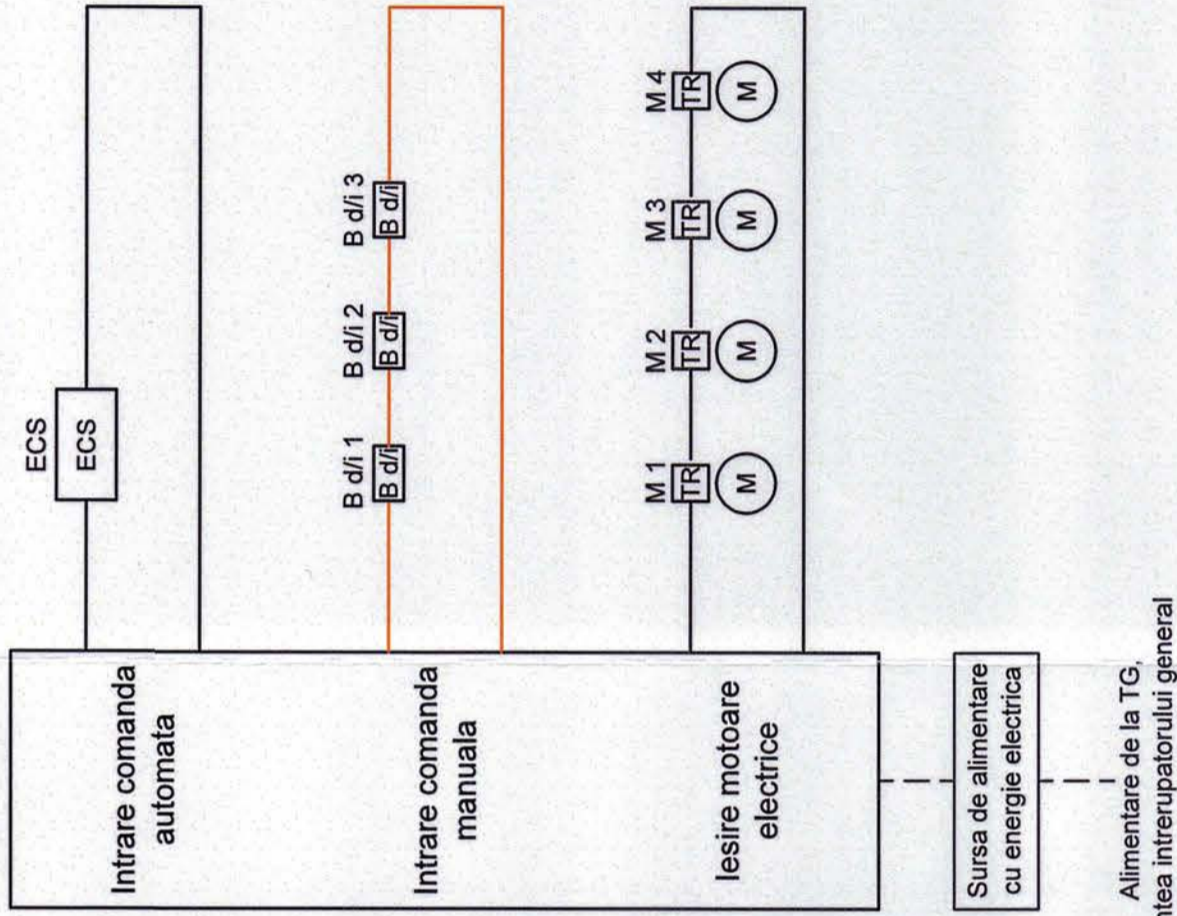 ECS
ECS
Intrare comanda
automata
B d/i 1
B d/i 2
B d/i 3
B d/i
B d/i
B d/i
Intrare comanda
manuala
M 1
M 2
M 3
M 4
TR
TR
TR
TR
M
M
M
M
Iesire motoare
electrice
Sursa de alimentare
cu energie electrica
Alimentare de la TG,
intrerupatorului general